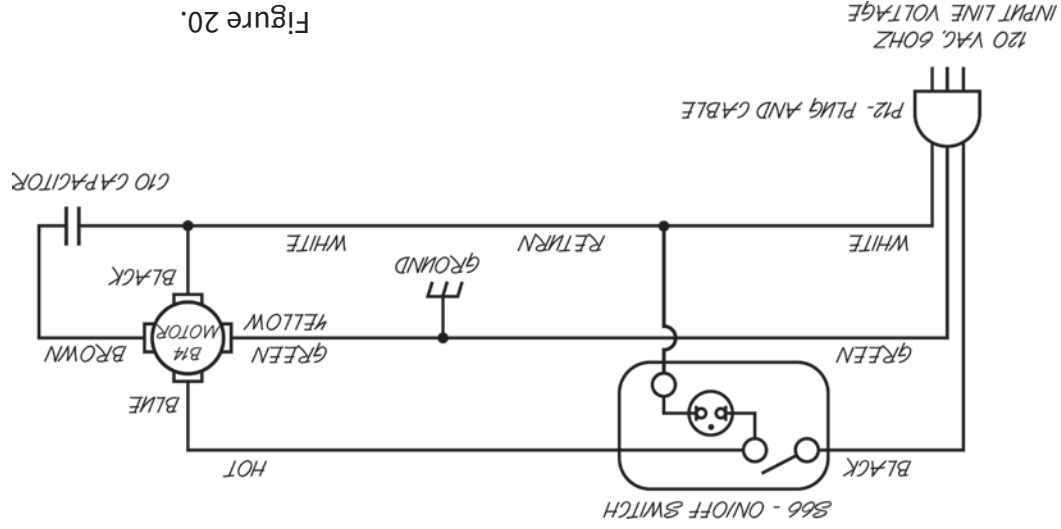 S66 - ON/OFF SWITCH
BLACK
HOT
BLUE
GREEN
GREEN
YELLOW
B14
MOTOR
BROWN
GROUND
BLACK
WHITE
RETURN
WHITE
C10 CAPACITOR
P12- PLUG AND CABLE
120 VAC, 60HZ
INPUT LINE VOLTAGE
Figure 20.